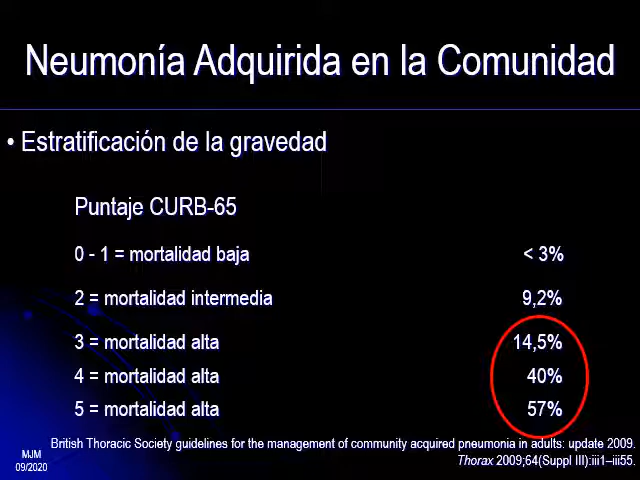 Neumonía Adquirida en la Comunidad
• Estratificación de la gravedad
Puntaje CURB-65
0 - 1 = mortalidad baja < 3%
2 = mortalidad intermedia 9,2%
3 = mortalidad alta 14,5%
4 = mortalidad alta 40%
5 = mortalidad alta 57%
British Thoracic Society guidelines for the management of community acquired pneumonia in adults: update 2009.
Thorax 2009;64(Suppl III):iii1–iii55.
MJM
09/2020